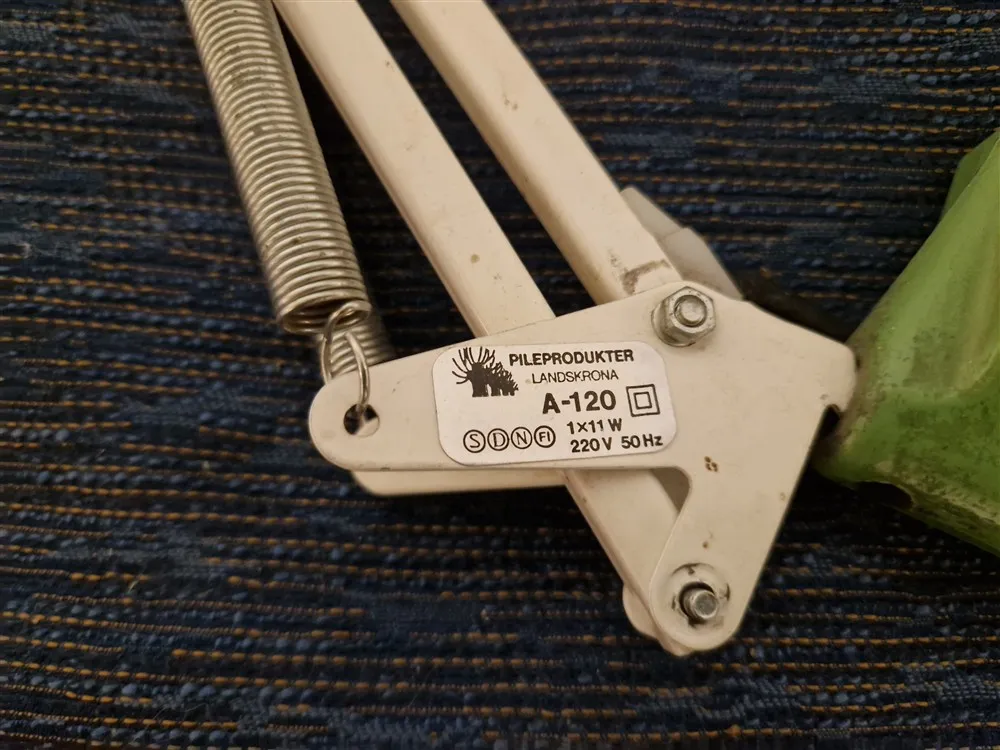 PILEPRODUKTER
LANDSKRONA
A-120
S D N FI
1×11 W
220 V 50 Hz